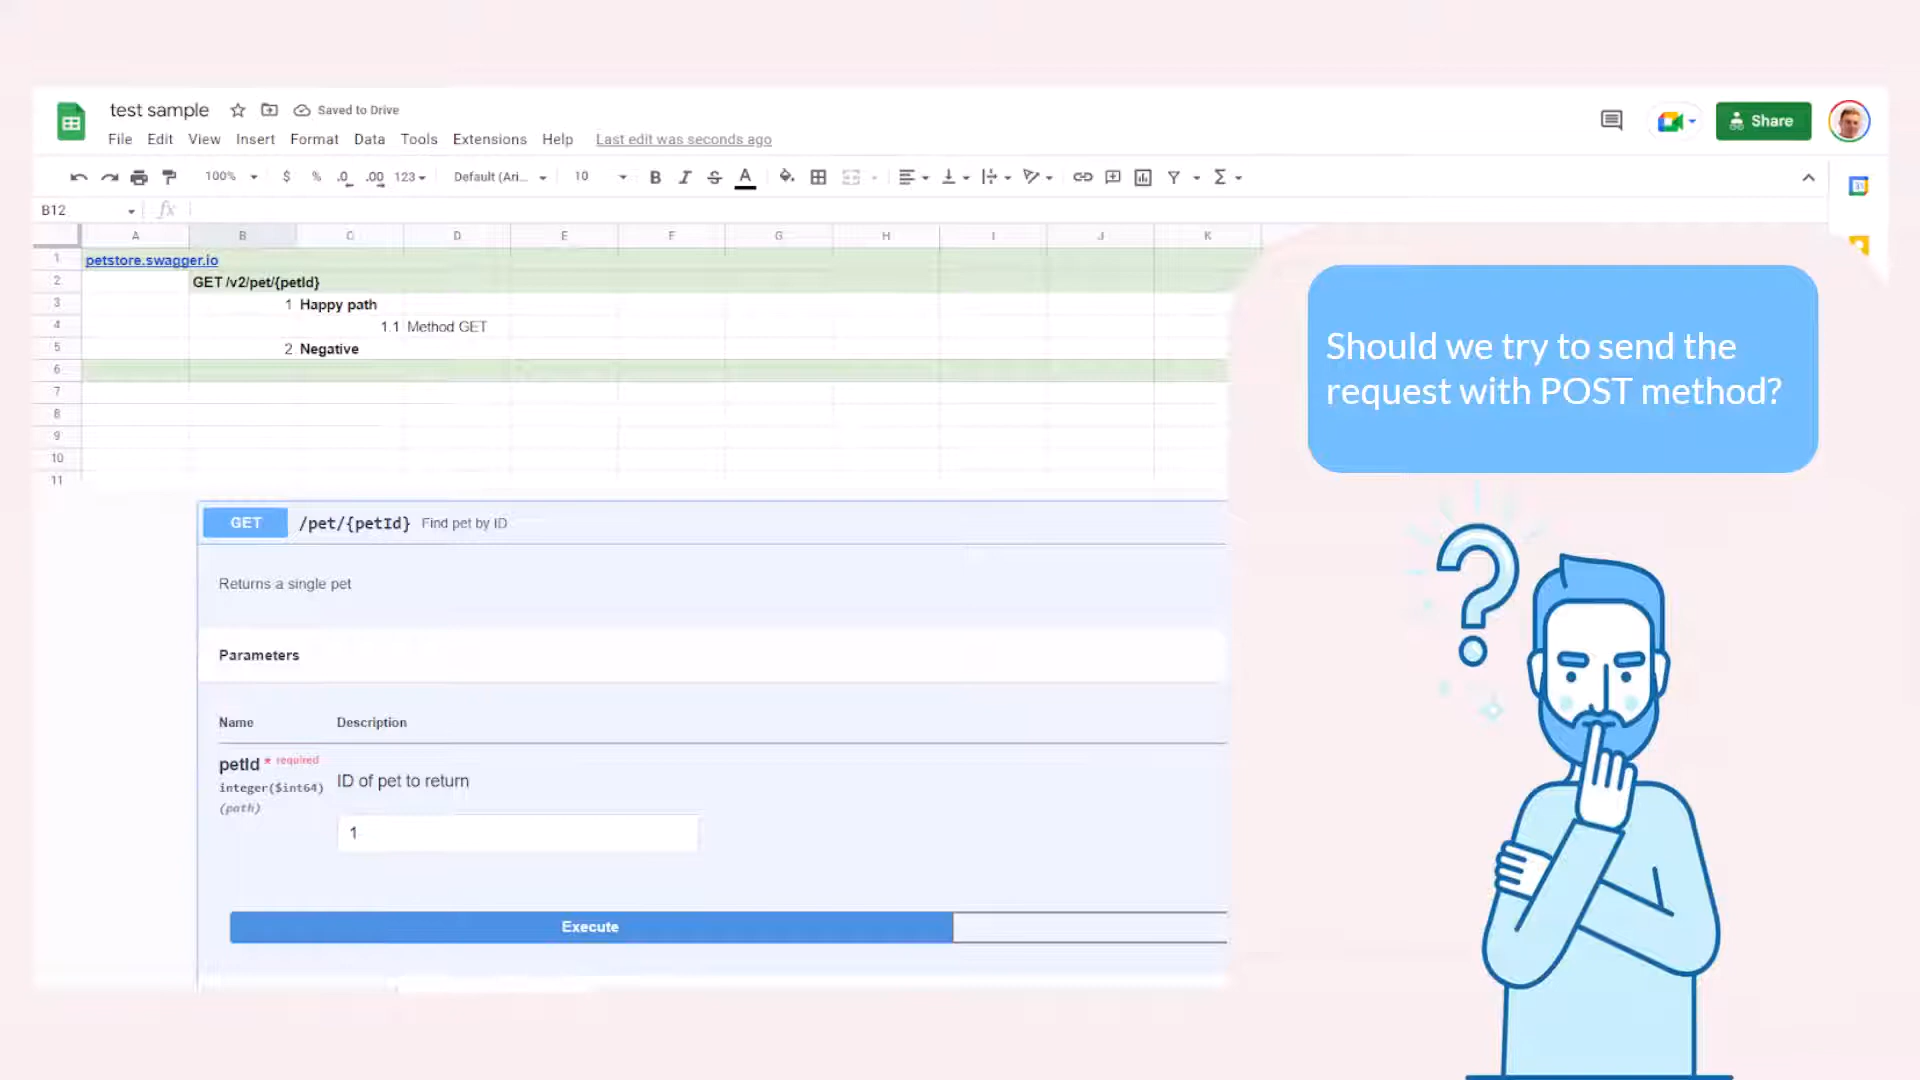 test sample
Saved to Drive
File Edit View Insert Format Data Tools Extensions Help Last edit was seconds ago
Share
100% $ % .0 .00 123 Default (Ari... 10 B I S A
B12 fx
A B C D E F G H I J K
1 petstore.swagger.io
2 GET /v2/pet/{petId}
3 1 Happy path
4 1.1 Method GET
5 2 Negative
6
7
8
9
10
11
Should we try to send the
request with POST method?
GET /pet/{petId} Find pet by ID
Returns a single pet
Parameters
Name Description
petId * required
integer($int64)
(path)
ID of pet to return
1
Execute